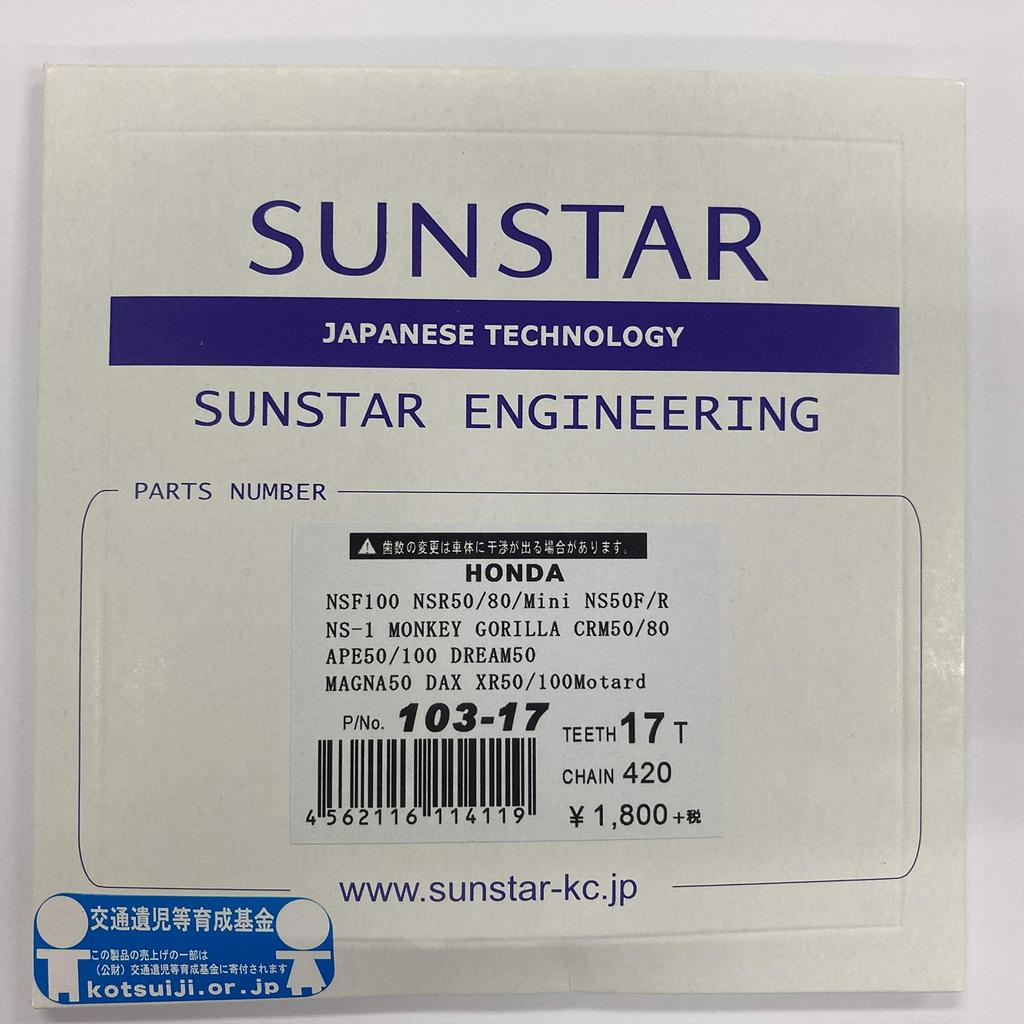 SUNSTAR
JAPANESE TECHNOLOGY
SUNSTAR ENGINEERING
PARTS NUMBER
歯数の変更は車体に干渉が出る場合があります。
HONDA
NSF100 NSR50/80/Mini NS50F/R
NS-1 MONKEY GORILLA CRM50/80
APE50/100 DREAM50
MAGNA50 DAX XR50/100Motard
P/No. 103-17
TEETH 17 T
CHAIN 420
4562116114119
¥1,800+税
www.sunstar-kc.jp
交通遺児等育成基金
この製品の売上げの一部は
（公財）交通遺児等育成基金に寄付されます
kotsuiji.or.jp